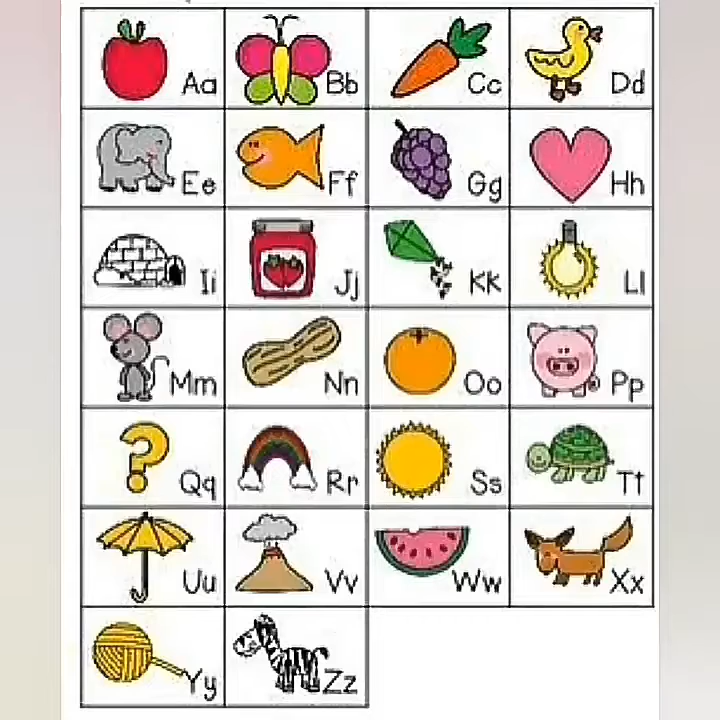 Aa Bb Cc Dd
Ee Ff Gg Hh
Ii Jj Kk Ll
Mm Nn Oo Pp
Qq Rr Ss Tt
Uu Vv Ww Xx
Yy Zz